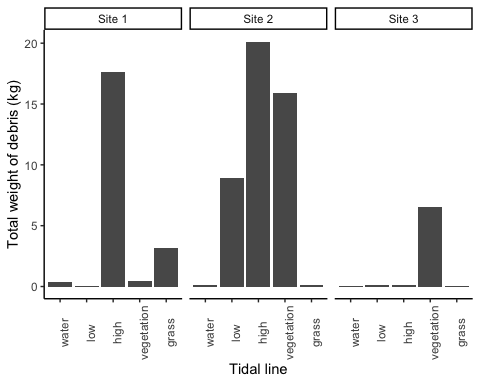 Site 1
Site 2
Site 3
Total weight of debris (kg)
20
15
10
5
0
water
low
high
vegetation
grass
water
low
high
vegetation
grass
water
low
high
vegetation
grass
Tidal line